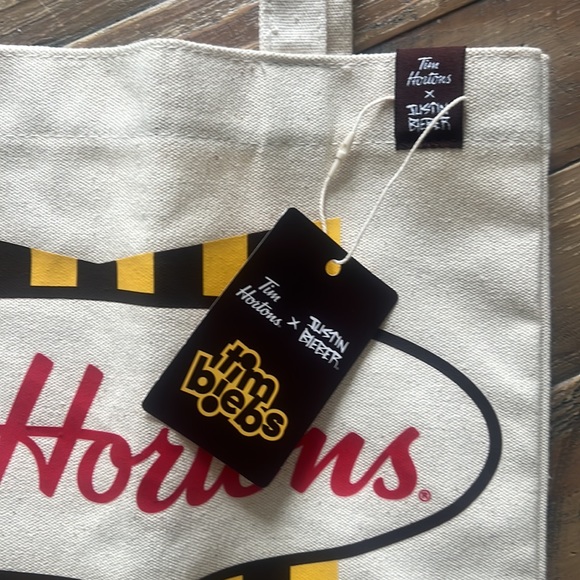 Tim
Hortons
x
JUSTIN
BIEBER
Tim
Hortons
x
JUSTIN
BIEBER
tim
biebs
Hortons.®